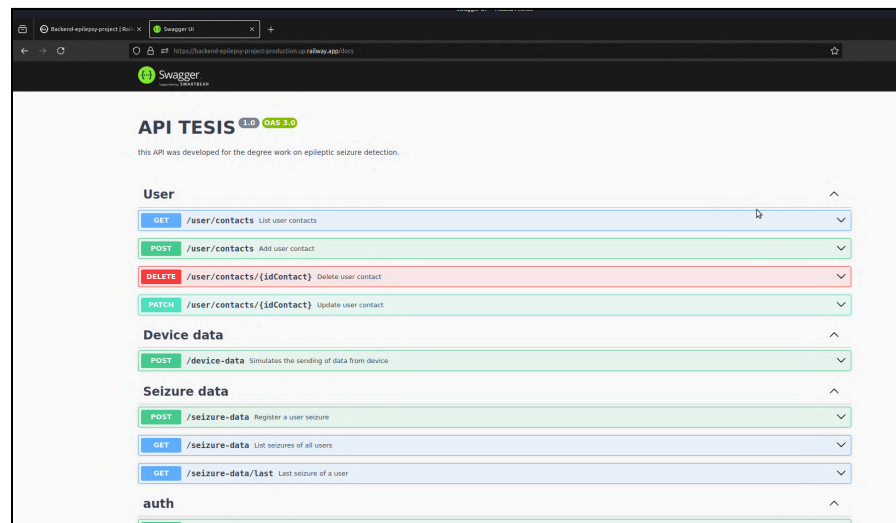 Backend-epilepsy-project | Rail
Swagger UI
https://backend-epilepsy-project-production.up.railway.app/docs
Swagger.
Supported by SMARTBEAR
API TESIS 1.0 OAS 3.0
this API was developed for the degree work on epileptic seizure detection.
User
GET /user/contacts List user contacts
POST /user/contacts Add user contact
DELETE /user/contacts/{idContact} Delete user contact
PATCH /user/contacts/{idContact} Update user contact
Device data
POST /device-data Simulates the sending of data from device
Seizure data
POST /seizure-data Register a user seizure
GET /seizure-data List seizures of all users
GET /seizure-data/last Last seizure of a user
auth